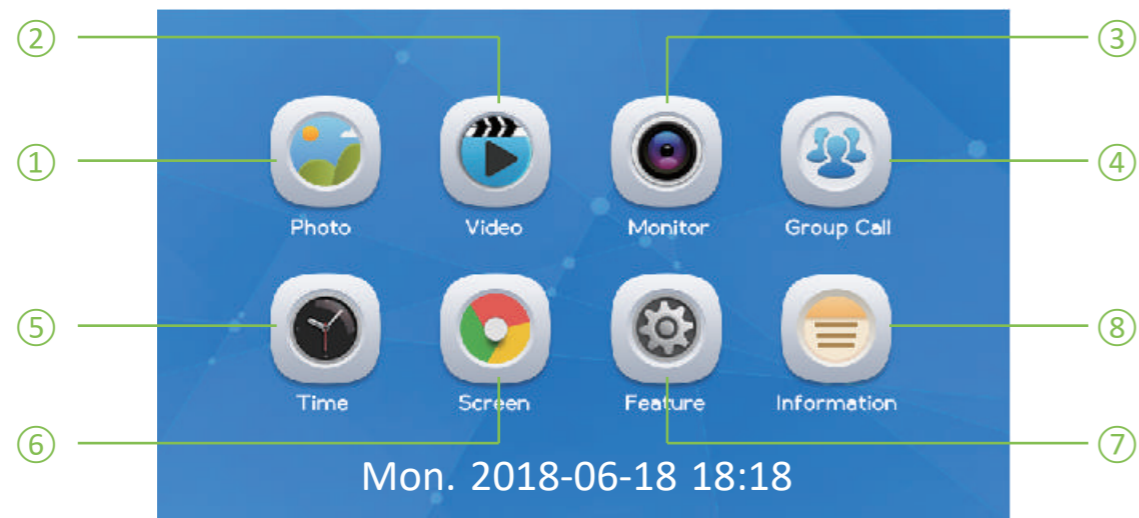 ② ③
① ④
Photo Video Monitor Group Call
⑤ ⑧
Time Screen Feature Information
⑥ ⑦
Mon. 2018-06-18 18:18